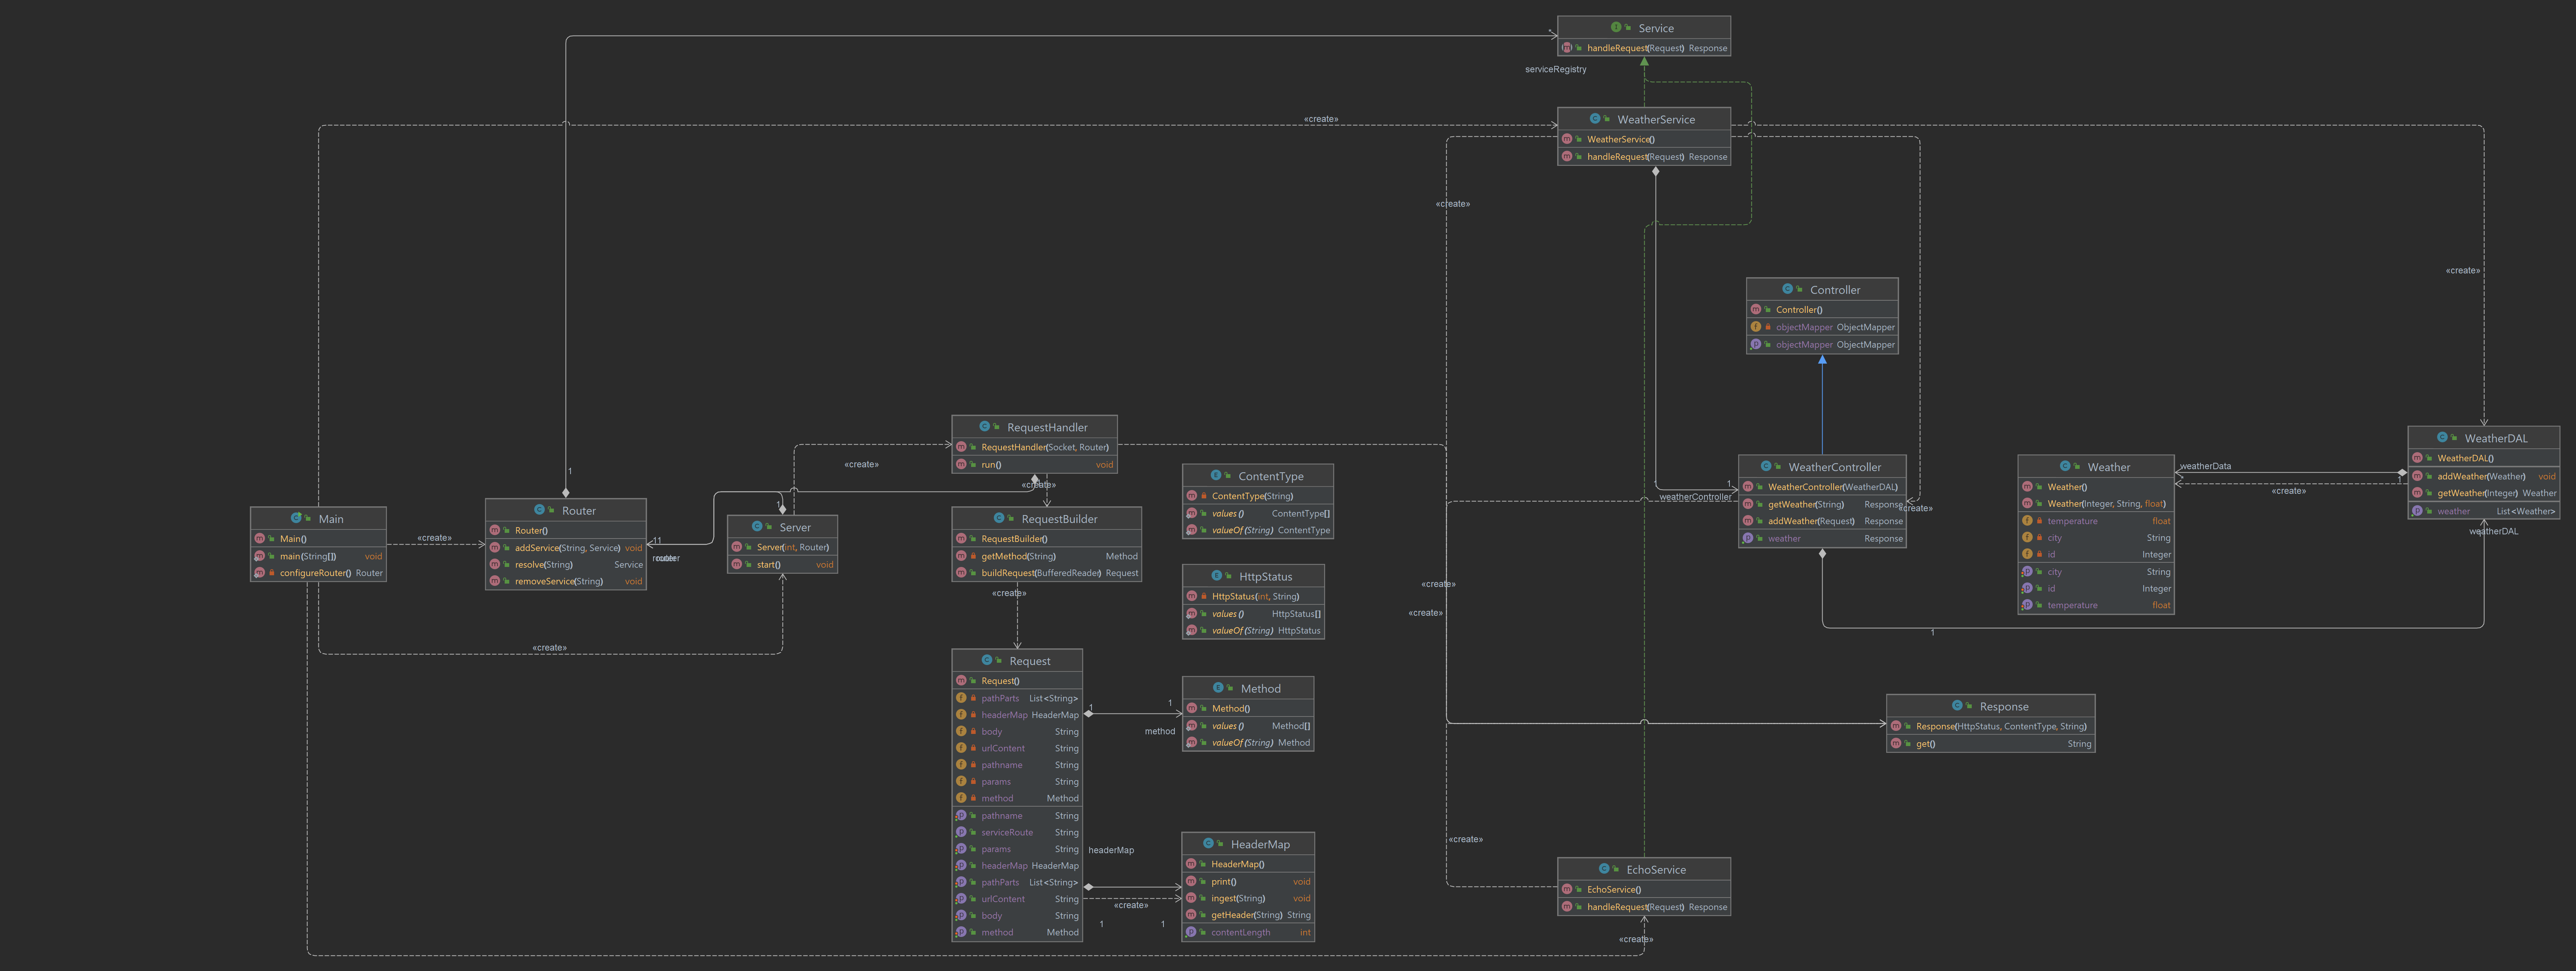 Service
handleRequest(Request) Response
serviceRegistry
«create»
WeatherService
WeatherService()
handleRequest(Request) Response
«create»
«create»
Controller
Controller()
objectMapper ObjectMapper
objectMapper ObjectMapper
RequestHandler
RequestHandler(Socket, Router)
run() void
«create»
«create»
1
Router
Router()
addService(String, Service) void
resolve(String) Service
removeService(String) void
Main
Main()
main(String[]) void
configureRouter() Router
«create»
«create»
Server
Server(int, Router)
start() void
1
11
router
RequestBuilder
RequestBuilder()
getMethod(String) Method
buildRequest(BufferedReader) Request
«create»
ContentType
ContentType(String)
values() ContentType[]
valueOf(String) ContentType
HttpStatus
HttpStatus(int, String)
values() HttpStatus[]
valueOf(String) HttpStatus
WeatherController
WeatherController(WeatherDAL)
getWeather(String) Response
addWeather(Request) Response
weather Response
1
weatherController
«create»
«create»
«create»
Weather
Weather()
Weather(Integer, String, float)
temperature float
city String
id Integer
city String
id Integer
temperature float
weatherData
«create»
1
WeatherDAL
WeatherDAL()
addWeather(Weather) void
getWeather(Integer) Weather
weather List<Weather>
weatherDAL
1
Request
Request()
pathParts List<String>
headerMap HeaderMap
body String
urlContent String
pathname String
params String
method Method
pathname String
serviceRoute String
params String
headerMap HeaderMap
pathParts List<String>
urlContent String
body String
method Method
1
1
method
Method
Method()
values() Method[]
valueOf(String) Method
Response
Response(HttpStatus, ContentType, String)
get() String
headerMap
«create»
1
1
HeaderMap
HeaderMap()
print() void
ingest(String) void
getHeader(String) String
contentLength int
«create»
EchoService
EchoService()
handleRequest(Request) Response
«create»